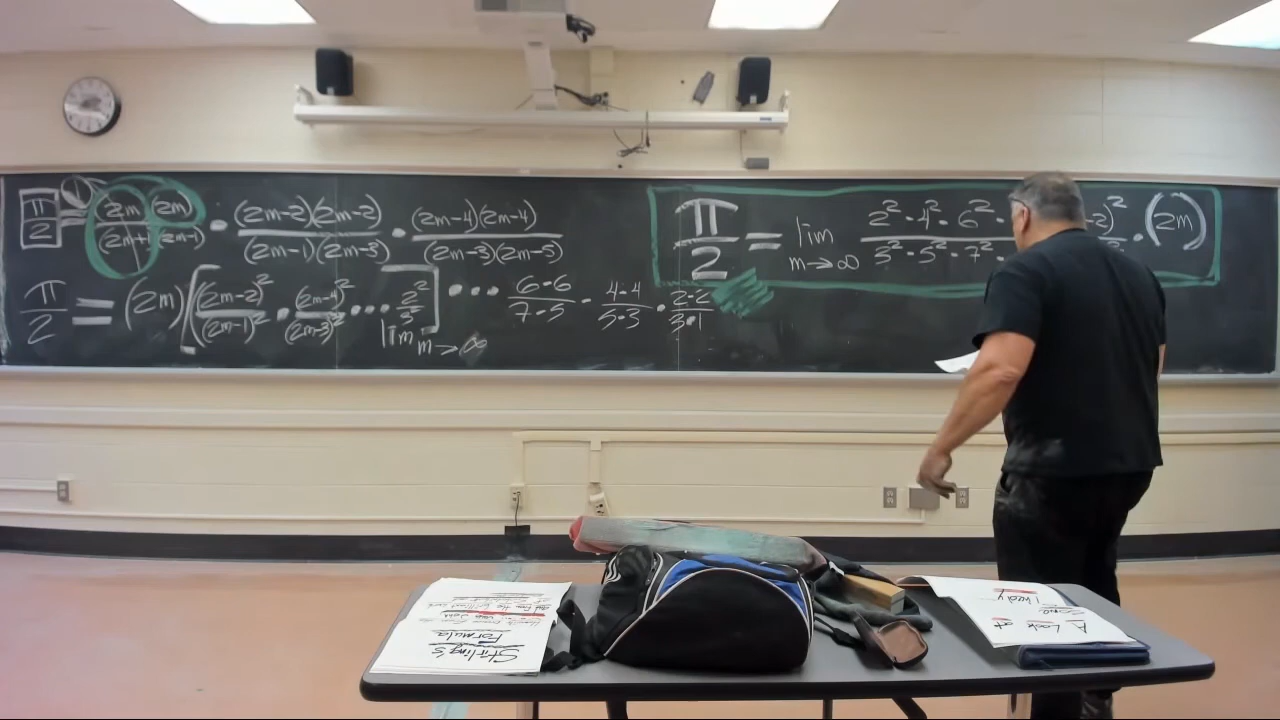 π/2 = (2m)(2m)/(2m+1)(2m-1) · (2m-2)(2m-2)/(2m-1)(2m-3) · (2m-4)(2m-4)/(2m-3)(2m-5)
··· 6·6/7·5 · 4·4/5·3 · 2·2/3·1
π/2 = (2m)[(2m-2)²/(2m-1)² · (2m-4)²/(2m-3)² ··· 2²/3²] lim m→∞
π/2 = lim m→∞ 2²·4²·6²· -2)²/3²·5²·7²· · (2m)
Stirling's
Formula
A Look at